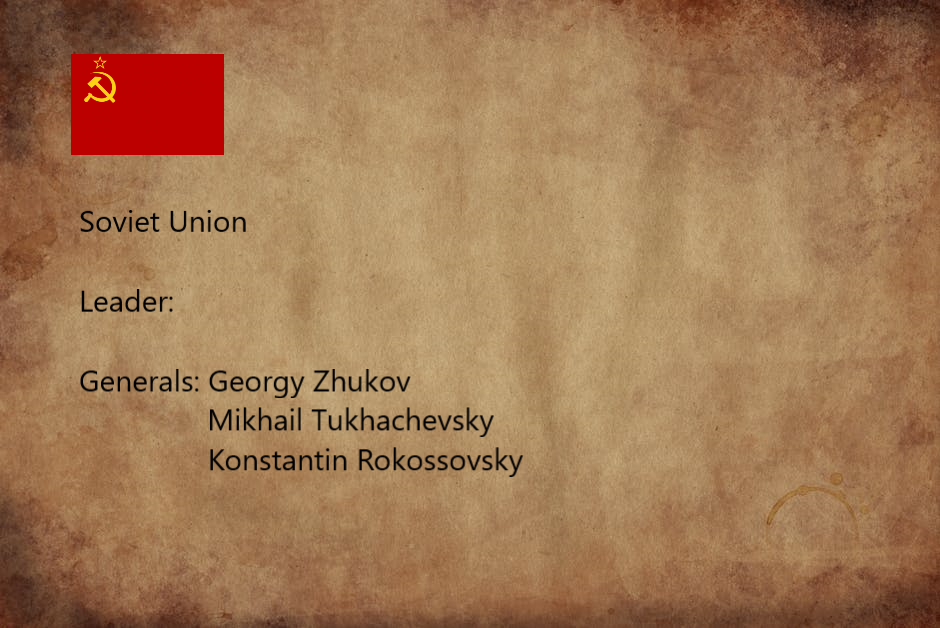 Soviet Union
Leader:
Generals: Georgy Zhukov
Mikhail Tukhachevsky
Konstantin Rokossovsky